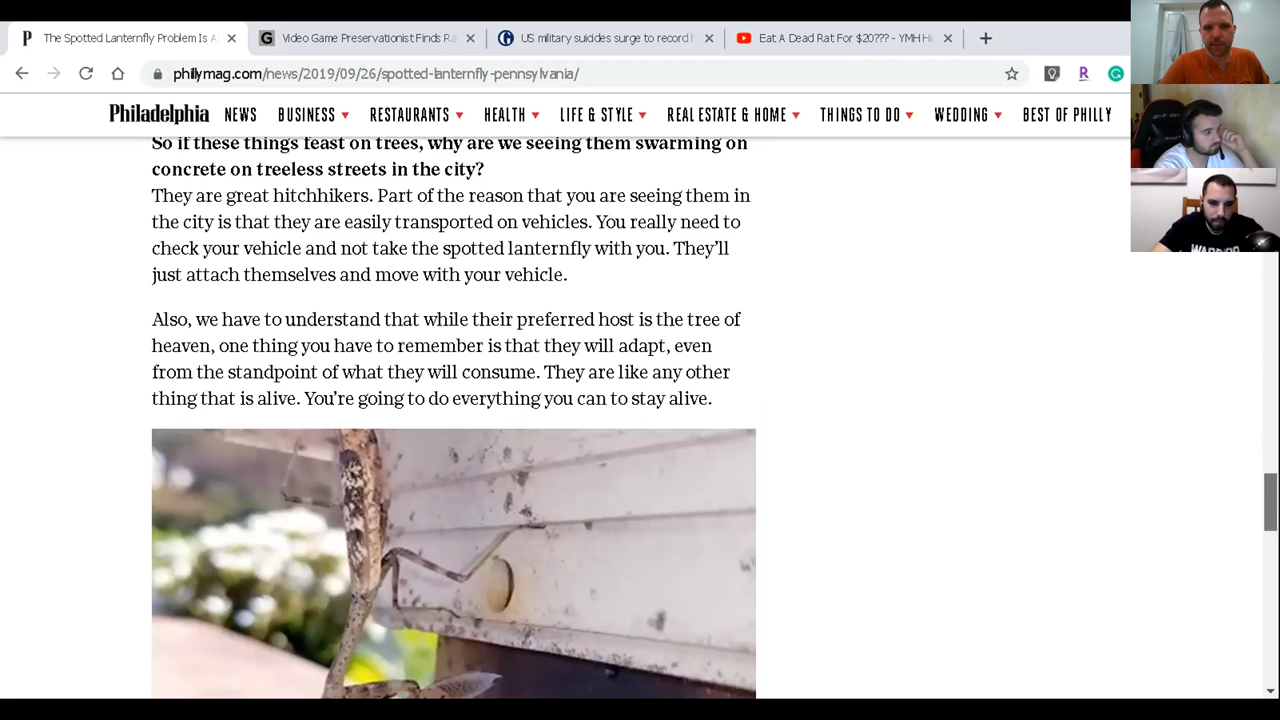 The Spotted Lanternfly Problem Is A
Video Game Preservationist Finds Ra
US military suicides surge to record h
Eat A Dead Rat For $20??? - YMH Hi
phillymag.com/news/2019/09/26/spotted-lanternfly-pennsylvania/
Philadelphia NEWS BUSINESS RESTAURANTS HEALTH LIFE & STYLE REAL ESTATE & HOME THINGS TO DO WEDDING BEST OF PHILLY
So if these things feast on trees, why are we seeing them swarming on
concrete on treeless streets in the city?
They are great hitchhikers. Part of the reason that you are seeing them in
the city is that they are easily transported on vehicles. You really need to
check your vehicle and not take the spotted lanternfly with you. They’ll
just attach themselves and move with your vehicle.
Also, we have to understand that while their preferred host is the tree of
heaven, one thing you have to remember is that they will adapt, even
from the standpoint of what they will consume. They are like any other
thing that is alive. You’re going to do everything you can to stay alive.